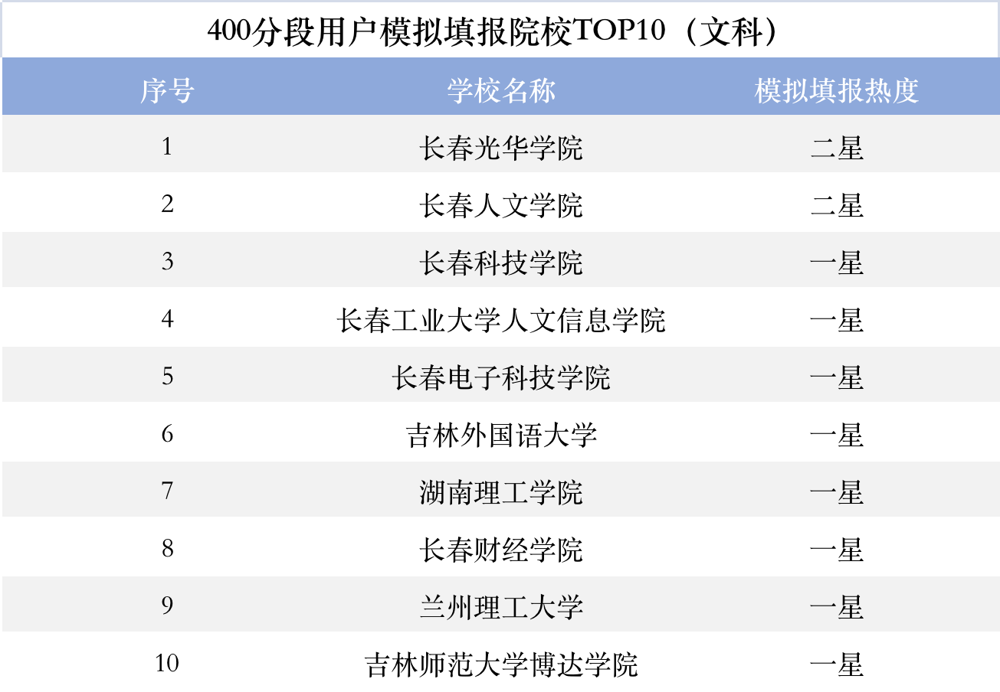 400分段用户模拟填报院校TOP10（文科）
序号 学校名称 模拟填报热度
1 长春光华学院 二星
2 长春人文学院 二星
3 长春科技学院 一星
4 长春工业大学人文信息学院 一星
5 长春电子科技学院 一星
6 吉林外国语大学 一星
7 湖南理工学院 一星
8 长春财经学院 一星
9 兰州理工大学 一星
10 吉林师范大学博达学院 一星